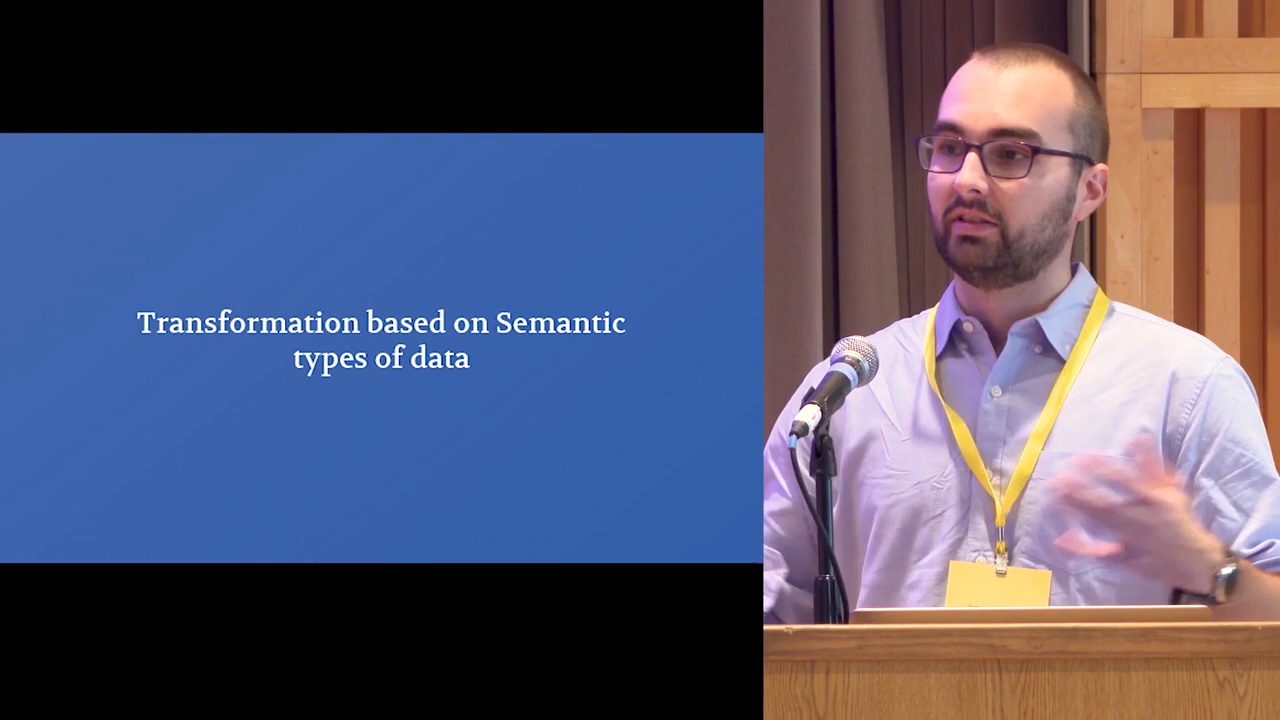 Transformation based on Semantic
types of data